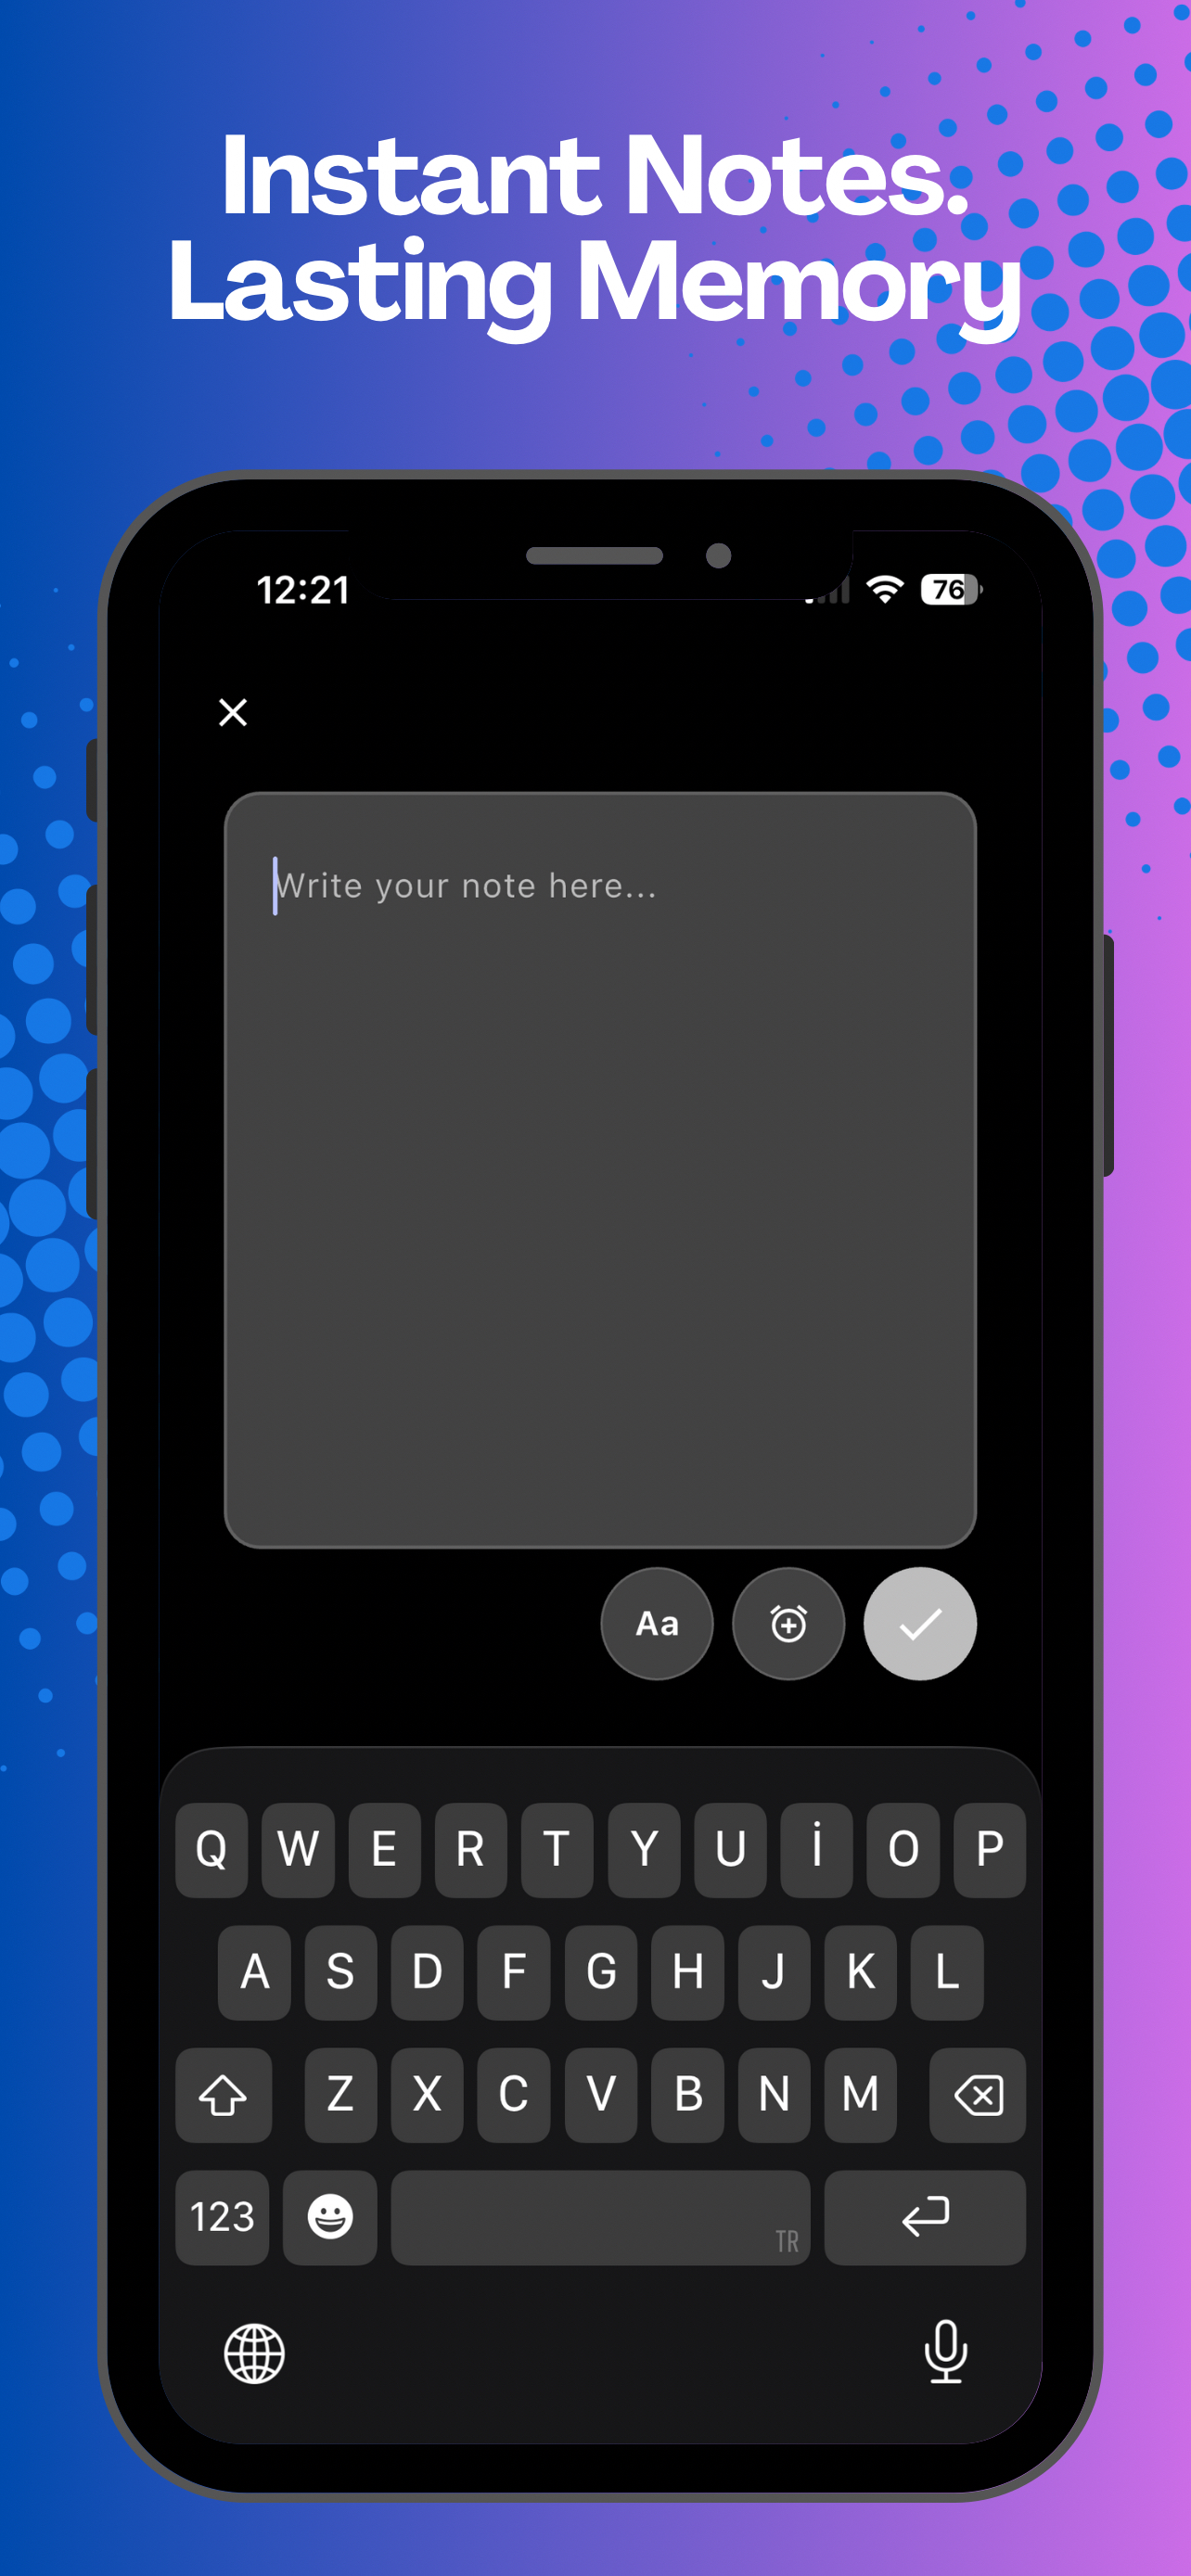 Instant Notes.
Lasting Memory
12:21
76
Write your note here...
Aa
Q W E R T Y U İ O P
A S D F G H J K L
Z X C V B N M
123
TR